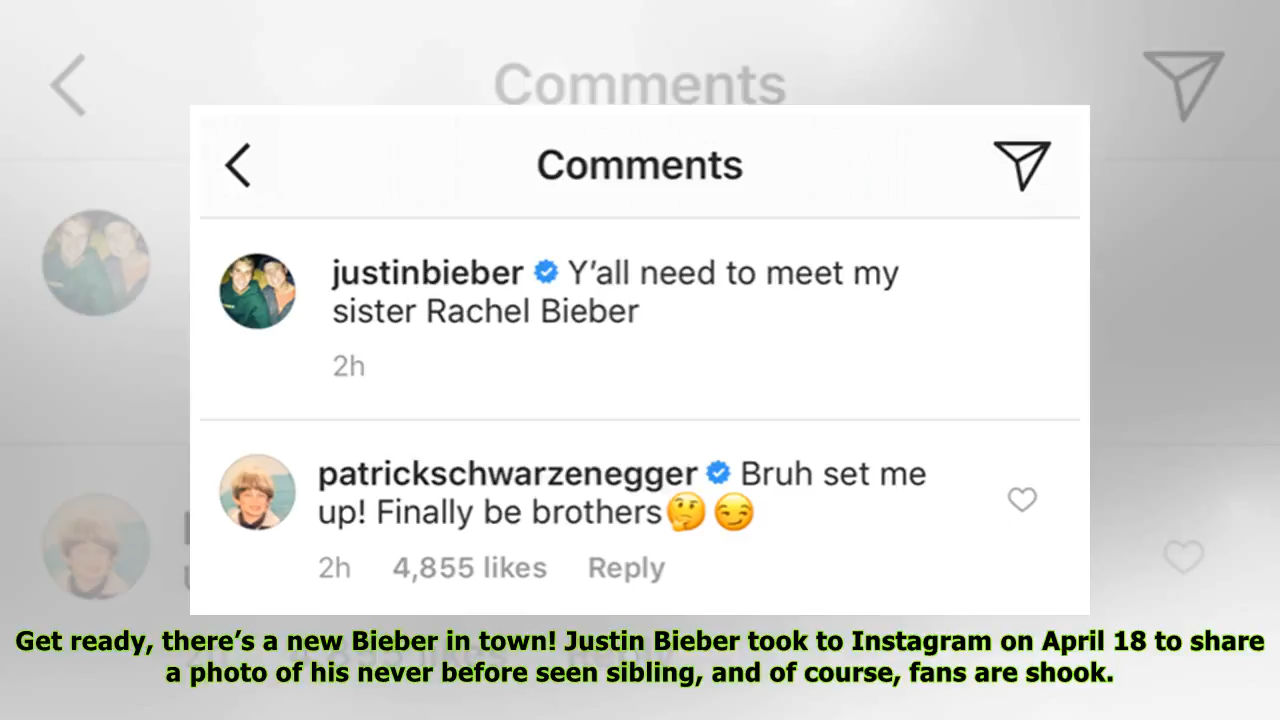 Comments
Comments
justinbieber Y’all need to meet my
sister Rachel Bieber
2h
patrickschwarzenegger Bruh set me
up! Finally be brothers🤔😏
2h 4,855 likes Reply
Get ready, there’s a new Bieber in town! Justin Bieber took to Instagram on April 18 to share
a photo of his never before seen sibling, and of course, fans are shook.